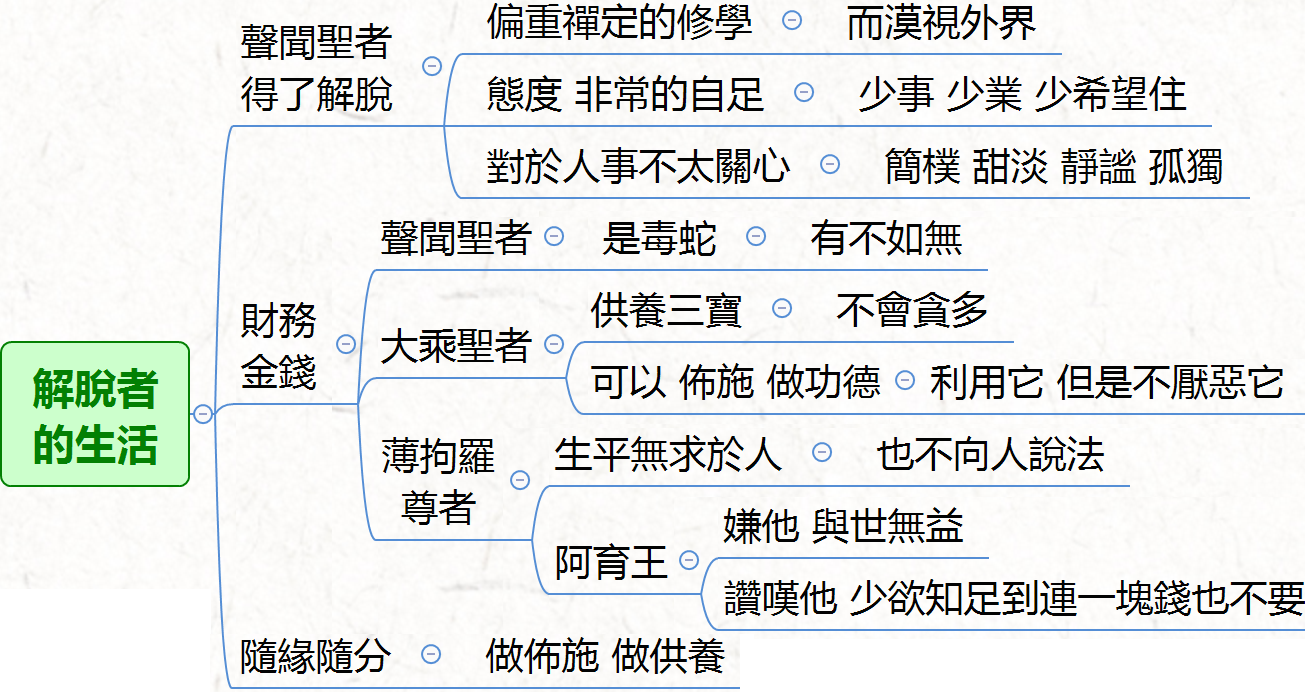 解脫者
的生活
聲聞聖者
得了解脫
偏重禪定的修學
而漠視外界
態度 非常的自足
少事 少業 少希望住
對於人事不太關心
簡樸 甜淡 靜謐 孤獨
財務
金錢
聲聞聖者
是毒蛇
有不如無
大乘聖者
供養三寶
不會貪多
可以 佈施 做功德
利用它 但是不厭惡它
薄拘羅
尊者
生平無求於人
也不向人說法
阿育王
嫌他 與世無益
讚嘆他 少欲知足到連一塊錢也不要
隨緣隨分
做佈施 做供養